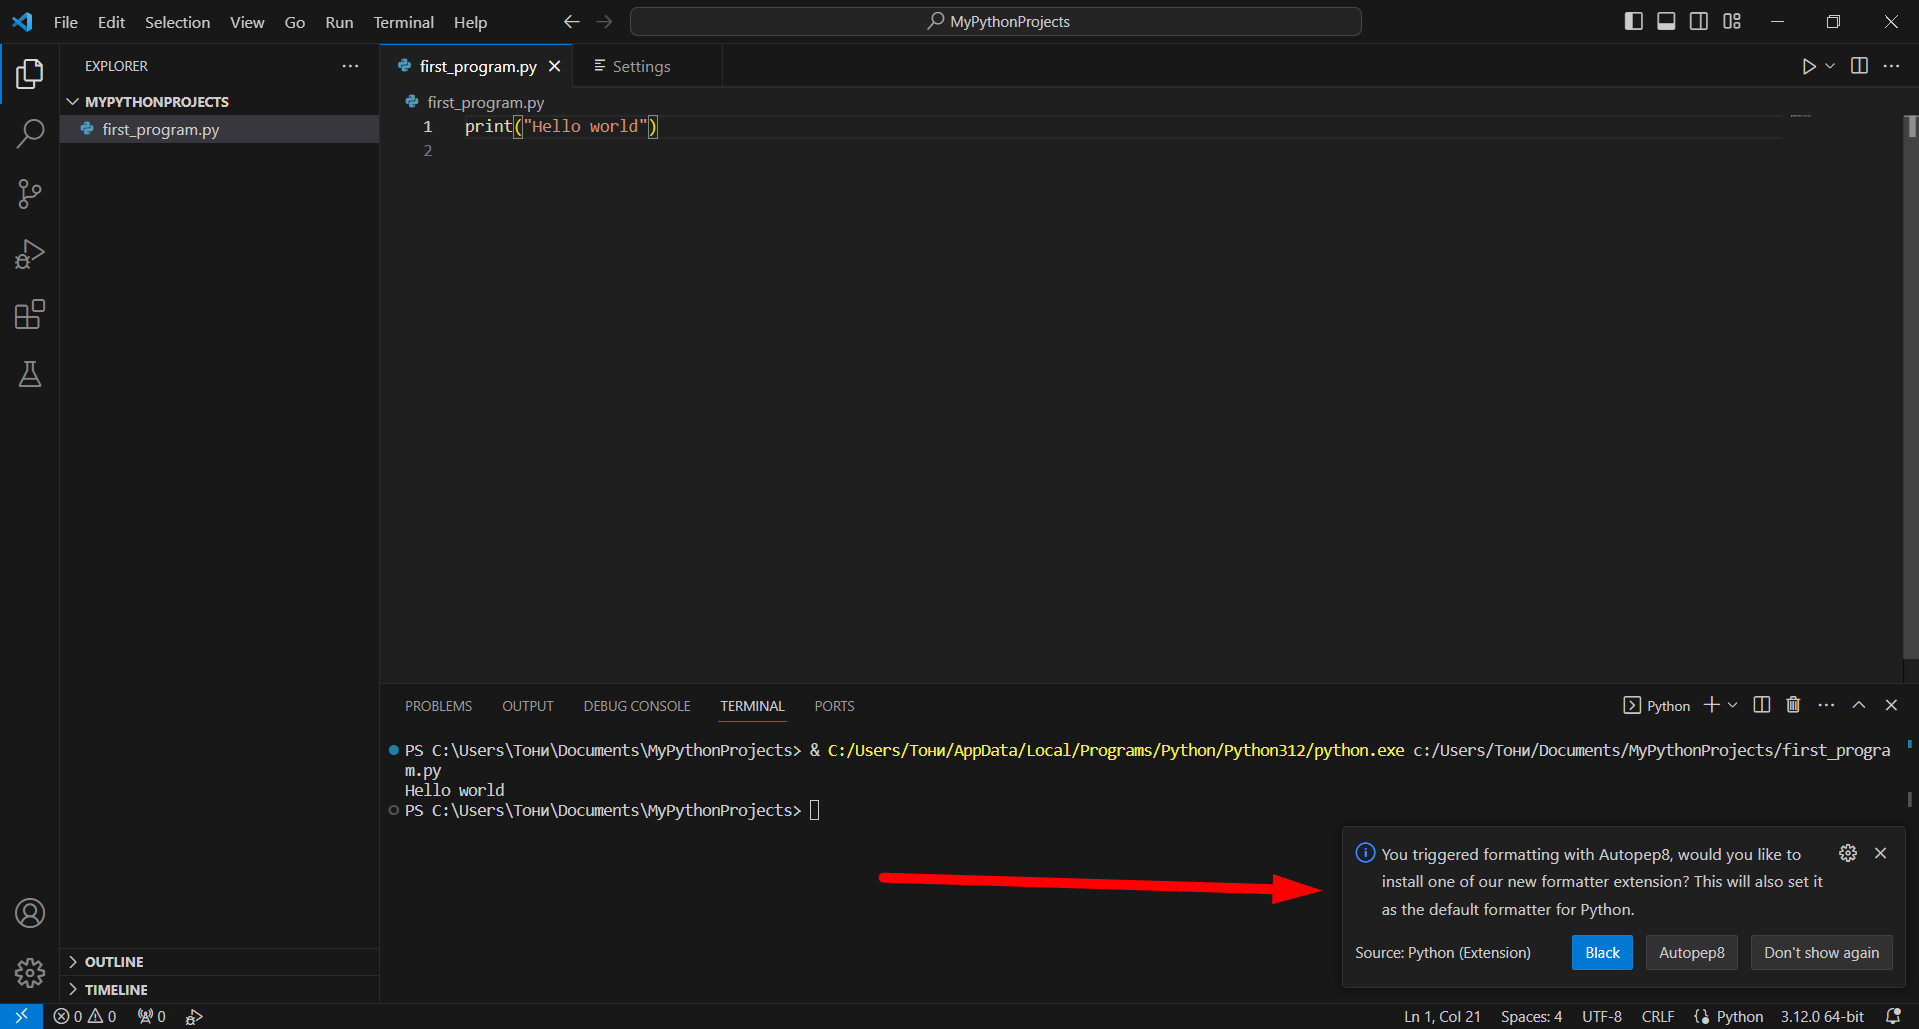 File Edit Selection View Go Run Terminal Help
MyPythonProjects
EXPLORER
MYPYTHONPROJECTS
first_program.py
OUTLINE
TIMELINE
first_program.py
Settings
first_program.py
1 print("Hello world")
2
PROBLEMS OUTPUT DEBUG CONSOLE TERMINAL PORTS
Python
PS C:\Users\Тони\Documents\MyPythonProjects> & C:/Users/Тони/AppData/Local/Programs/Python/Python312/python.exe c:/Users/Тони/Documents/MyPythonProjects/first_progra
m.py
Hello world
PS C:\Users\Тони\Documents\MyPythonProjects>
You triggered formatting with Autopep8, would you like to
install one of our new formatter extension? This will also set it
as the default formatter for Python.
Source: Python (Extension)
Black
Autopep8
Don't show again
0 0 0
Ln 1, Col 21 Spaces: 4 UTF-8 CRLF Python 3.12.0 64-bit